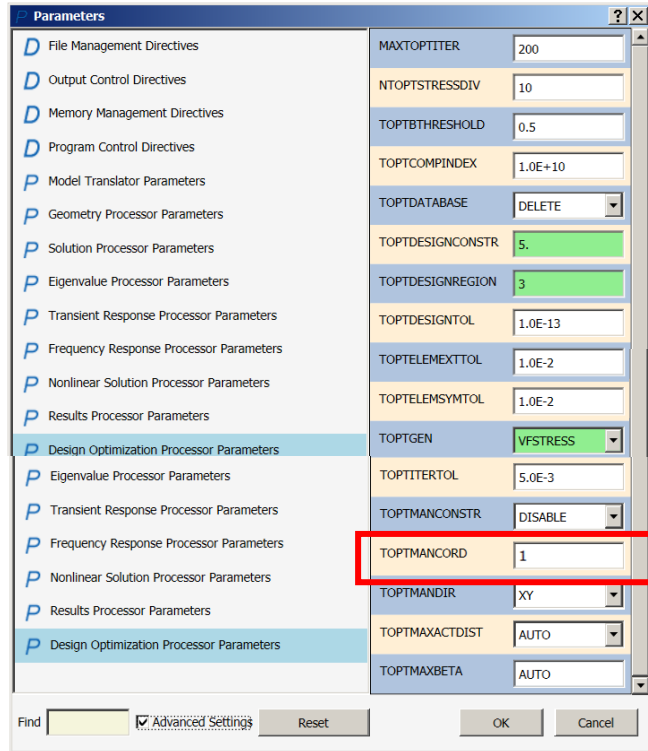 Parameters
File Management Directives
Output Control Directives
Memory Management Directives
Program Control Directives
Model Translator Parameters
Geometry Processor Parameters
Solution Processor Parameters
Eigenvalue Processor Parameters
Transient Response Processor Parameters
Frequency Response Processor Parameters
Nonlinear Solution Processor Parameters
Results Processor Parameters
Design Optimization Processor Parameters
Eigenvalue Processor Parameters
Transient Response Processor Parameters
Frequency Response Processor Parameters
Nonlinear Solution Processor Parameters
Results Processor Parameters
Design Optimization Processor Parameters
MAXTOPTITER 200
NTOPTSTRESSDIV 10
TOPTBTHRESHOLD 0.5
TOPTCOMPINDEX 1.0E+10
TOPTDATABASE DELETE
TOPTDESIGNCONSTR 5.
TOPTDESIGNREGION 3
TOPTDESIGNTOL 1.0E-13
TOPTELEMEXTTOL 1.0E-2
TOPTELEMSYMTOL 1.0E-2
TOPTGEN VFSTRESS
TOPTITERTOL 5.0E-3
TOPTMANCONSTR DISABLE
TOPTMANCORD 1
TOPTMANDIR XY
TOPTMAXACTDIST AUTO
TOPTMAXBETA AUTO
Find Advanced Settings Reset OK Cancel